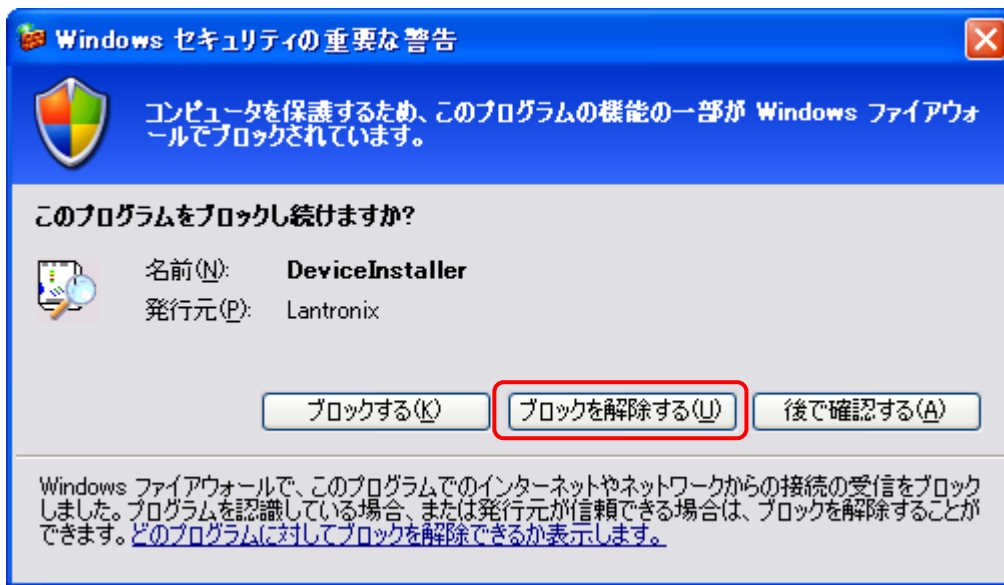 Windows セキュリティの重要な警告
コンピュータを保護するため、このプログラムの機能の一部が Windows ファイアウォ
ールでブロックされています。
このプログラムをブロックし続けますか?
名前(N): DeviceInstaller
発行元(P): Lantronix
ブロックする(K) ブロックを解除する(U) 後で確認する(A)
Windows ファイアウォールで、このプログラムでのインターネットやネットワークからの接続の受信をブロック
しました。プログラムを認識している場合、または発行元が信頼できる場合は、ブロックを解除することが
できます。どのプログラムに対してブロックを解除できるか表示します。